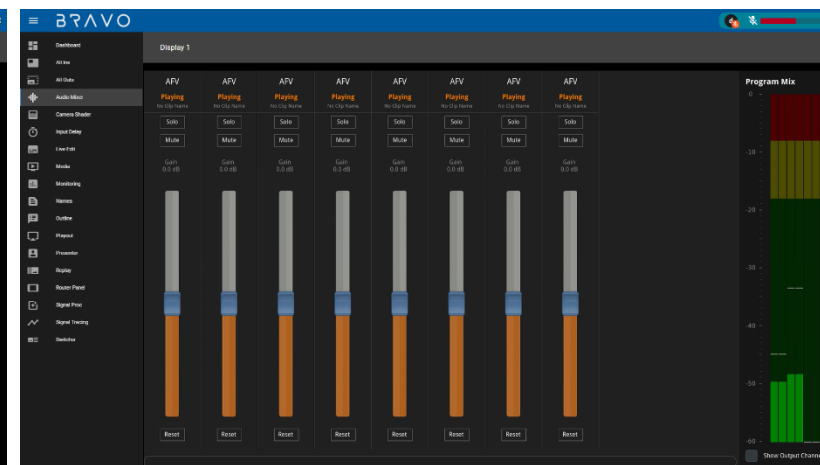 BRAVO
Dashboard
All Ins
All Outs
Audio Mixer
Camera Shader
Input Delay
Live Edit
Media
Monitoring
Names
Outline
Playout
Presenter
Replay
Router Panel
Signal Proc
Signal Tracing
Switcher
Display 1
AFV AFV AFV AFV AFV AFV AFV AFV
Playing Playing Playing Playing Playing Playing Playing Playing
No Clip Name No Clip Name No Clip Name No Clip Name No Clip Name No Clip Name No Clip Name No Clip Name
Solo Solo Solo Solo Solo Solo Solo Solo
Mute Mute Mute Mute Mute Mute Mute Mute
Gain Gain Gain Gain Gain Gain Gain Gain
0.0 dB 0.0 dB 0.0 dB 0.0 dB 0.0 dB 0.0 dB 0.0 dB 0.0 dB
Reset Reset Reset Reset Reset Reset Reset Reset
Program Mix
0
-10
-20
-30
-40
-50
-60
Show Output Channe